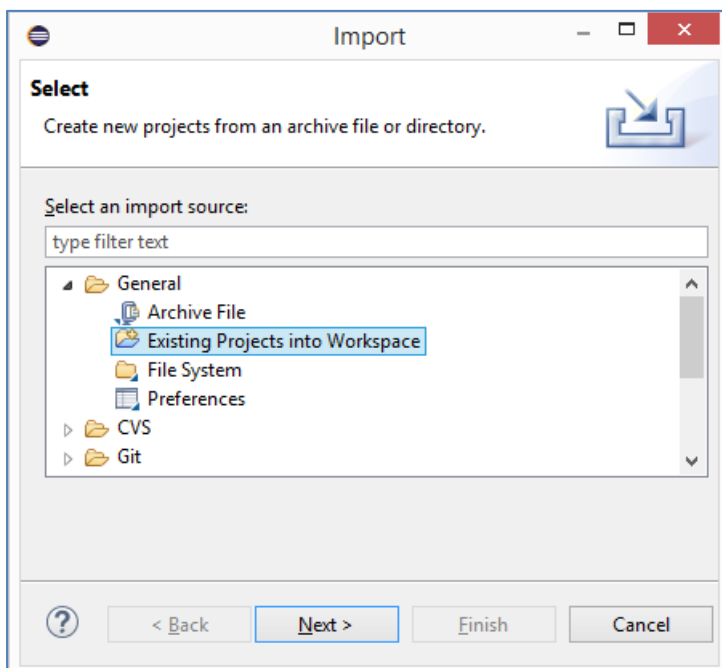 Import
Select
Create new projects from an archive file or directory.
Select an import source:
type filter text
General
Archive File
Existing Projects into Workspace
File System
Preferences
CVS
Git
? < Back Next > Finish Cancel